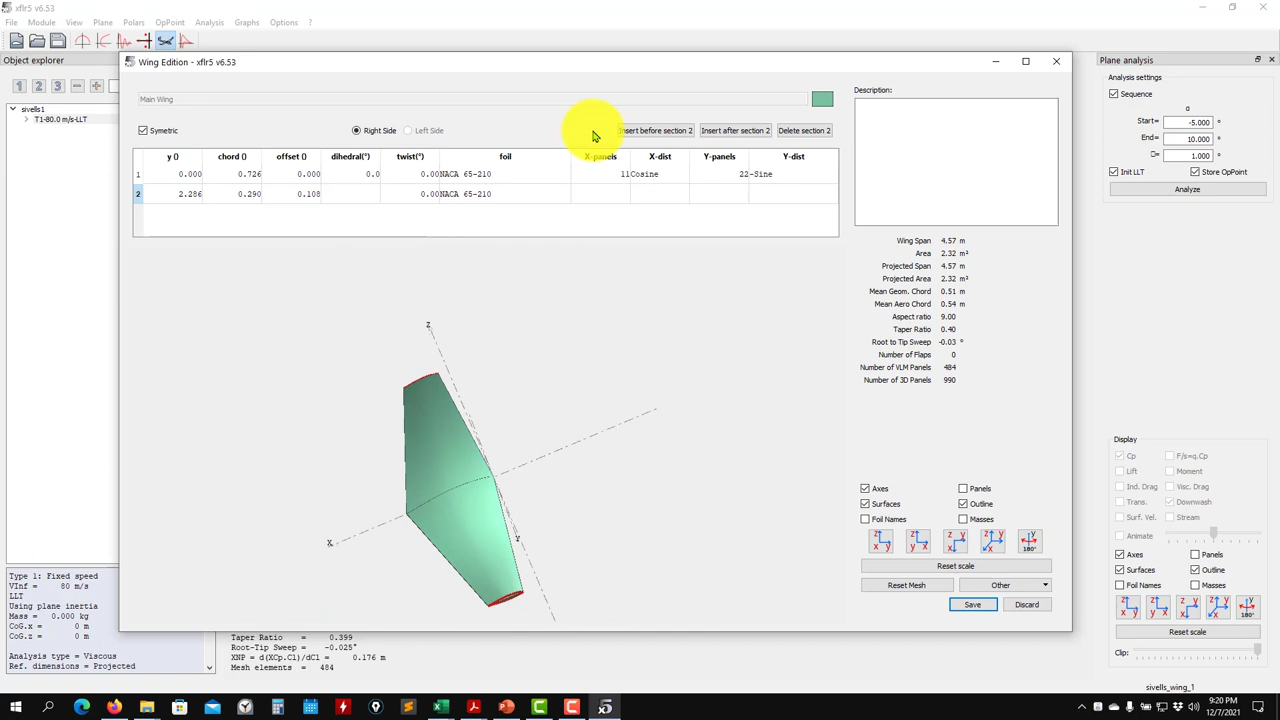 xflr5 v6.53
File Module View Plane Polars OpPoint Analysis Graphs Options ?
Object explorer
1 2 3
sivells1
T1-80.0 m/s-LLT
Type 1: Fixed speed
VInf = 80 m/s
LLT
Using plane inertia
Mass = 0.000 kg
CoG.x = 0 m
CoG.z = 0 m
Analysis type = Viscous
Ref. dimensions = Projected
Wing Edition - xflr5 v6.53
Main Wing
Symetric
Right Side
Left Side
Insert before section 2
Insert after section 2
Delete section 2
y () chord () offset () dihedral(°) twist(°) foil X-panels X-dist Y-panels Y-dist
1 0.000 0.726 0.000 0.0 0.00 NACA 65-210 11 Cosine 22 -Sine
2 2.286 0.290 0.108 0.00 NACA 65-210
Z
X
Y
Description:
Wing Span 4.57 m
Area 2.32 m²
Projected Span 4.57 m
Projected Area 2.32 m²
Mean Geom. Chord 0.51 m
Mean Aero Chord 0.54 m
Aspect ratio 9.00
Taper Ratio 0.40
Root to Tip Sweep -0.03 °
Number of Flaps 0
Number of VLM Panels 484
Number of 3D Panels 990
Axes Panels
Surfaces Outline
Foil Names Masses
Reset scale
Reset Mesh
Other
Save
Discard
Taper Ratio = 0.399
Root-Tip Sweep = -0.025°
XNP = d(XCp.Cl)/dCl = 0.176 m
Mesh elements = 484
Plane analysis
Analysis settings
Sequence
α
Start= -5.000 °
End= 10.000 °
= 1.000 °
Init LLT Store OpPoint
Analyze
Display
Cp F/s=q.Cp
Lift Moment
Ind. Drag Visc. Drag
Trans. Downwash
Surf. Vel. Stream
Animate
Axes Panels
Surfaces Outline
Foil Names Masses
Reset scale
Clip:
sivells_wing_1
9:20 PM
12/7/2021